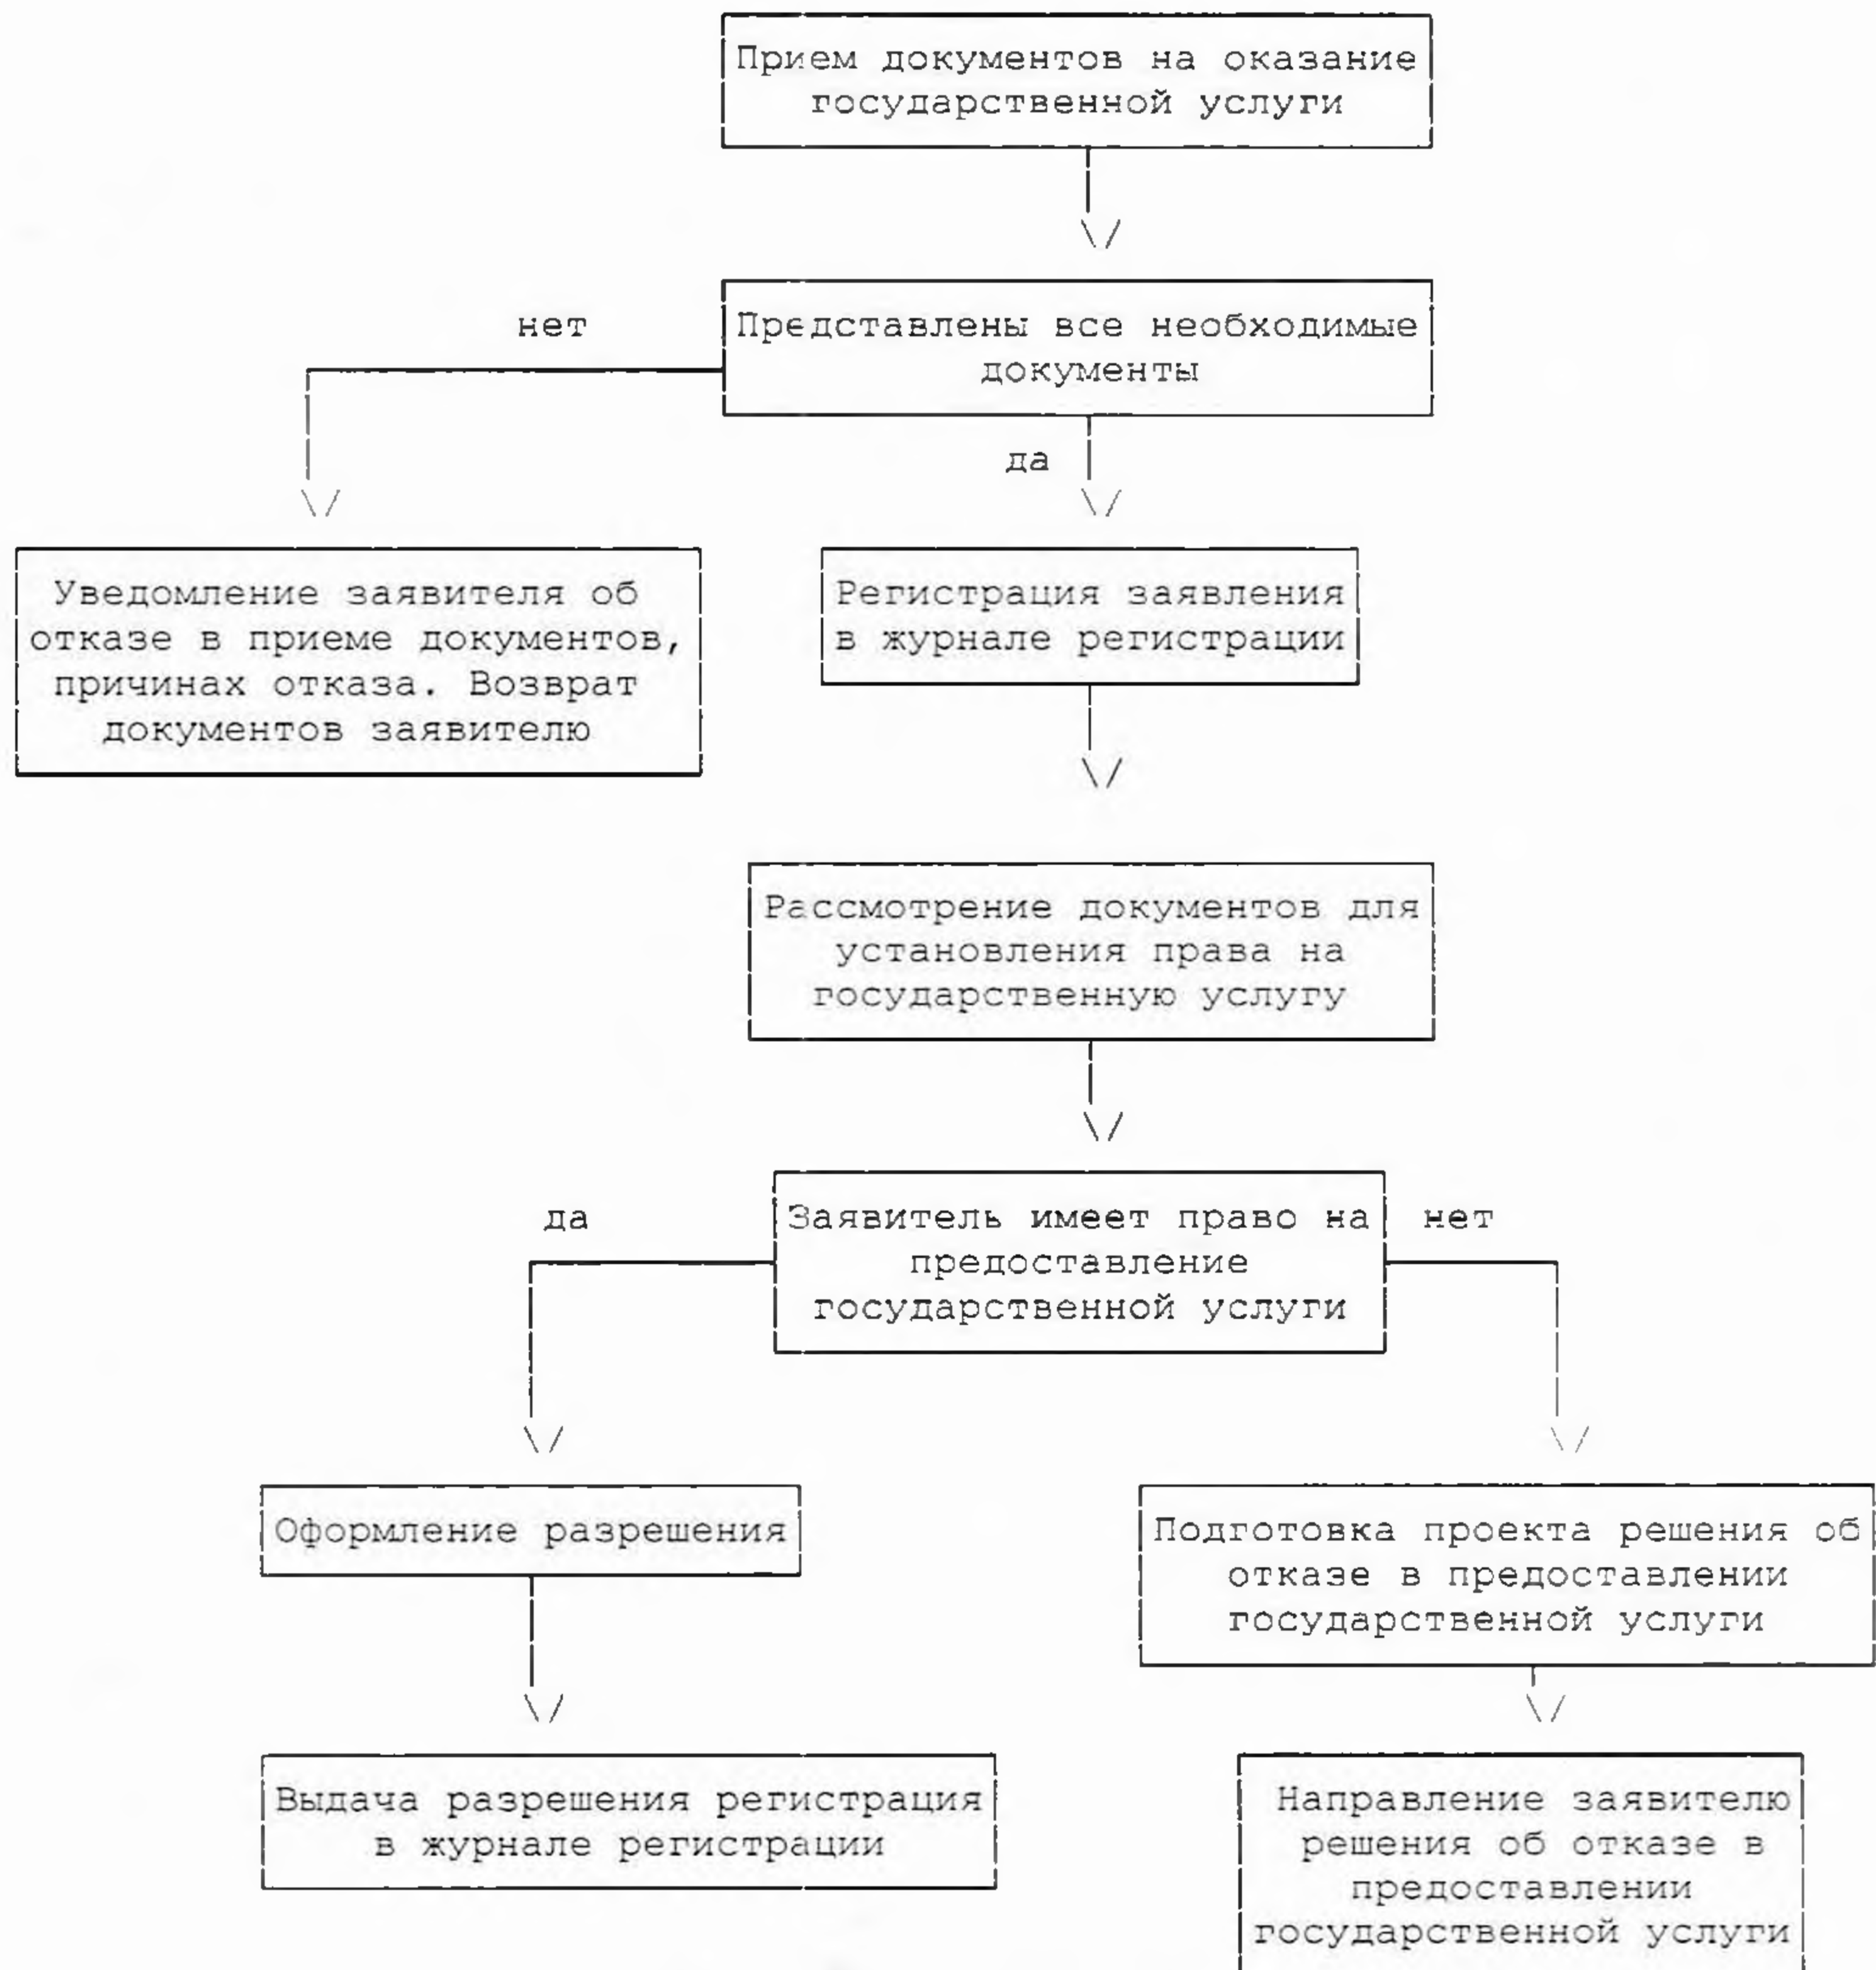 Прием документов на оказание
государственной услуги
нет
Представлены все необходимые
документы
да
Уведомление заявителя об
отказе в приеме документов,
причинах отказа. Возврат
документов заявителю
Регистрация заявления
в журнале регистрации
Рассмотрение документов для
установления права на
государственную услугу
да
Заявитель имеет право на
предоставление
государственной услуги
нет
Оформление разрешения
Подготовка проекта решения об
отказе в предоставлении
государственной услуги
Выдача разрешения регистрация
в журнале регистрации
Направление заявителю
решения об отказе в
предоставлении
государственной услуги